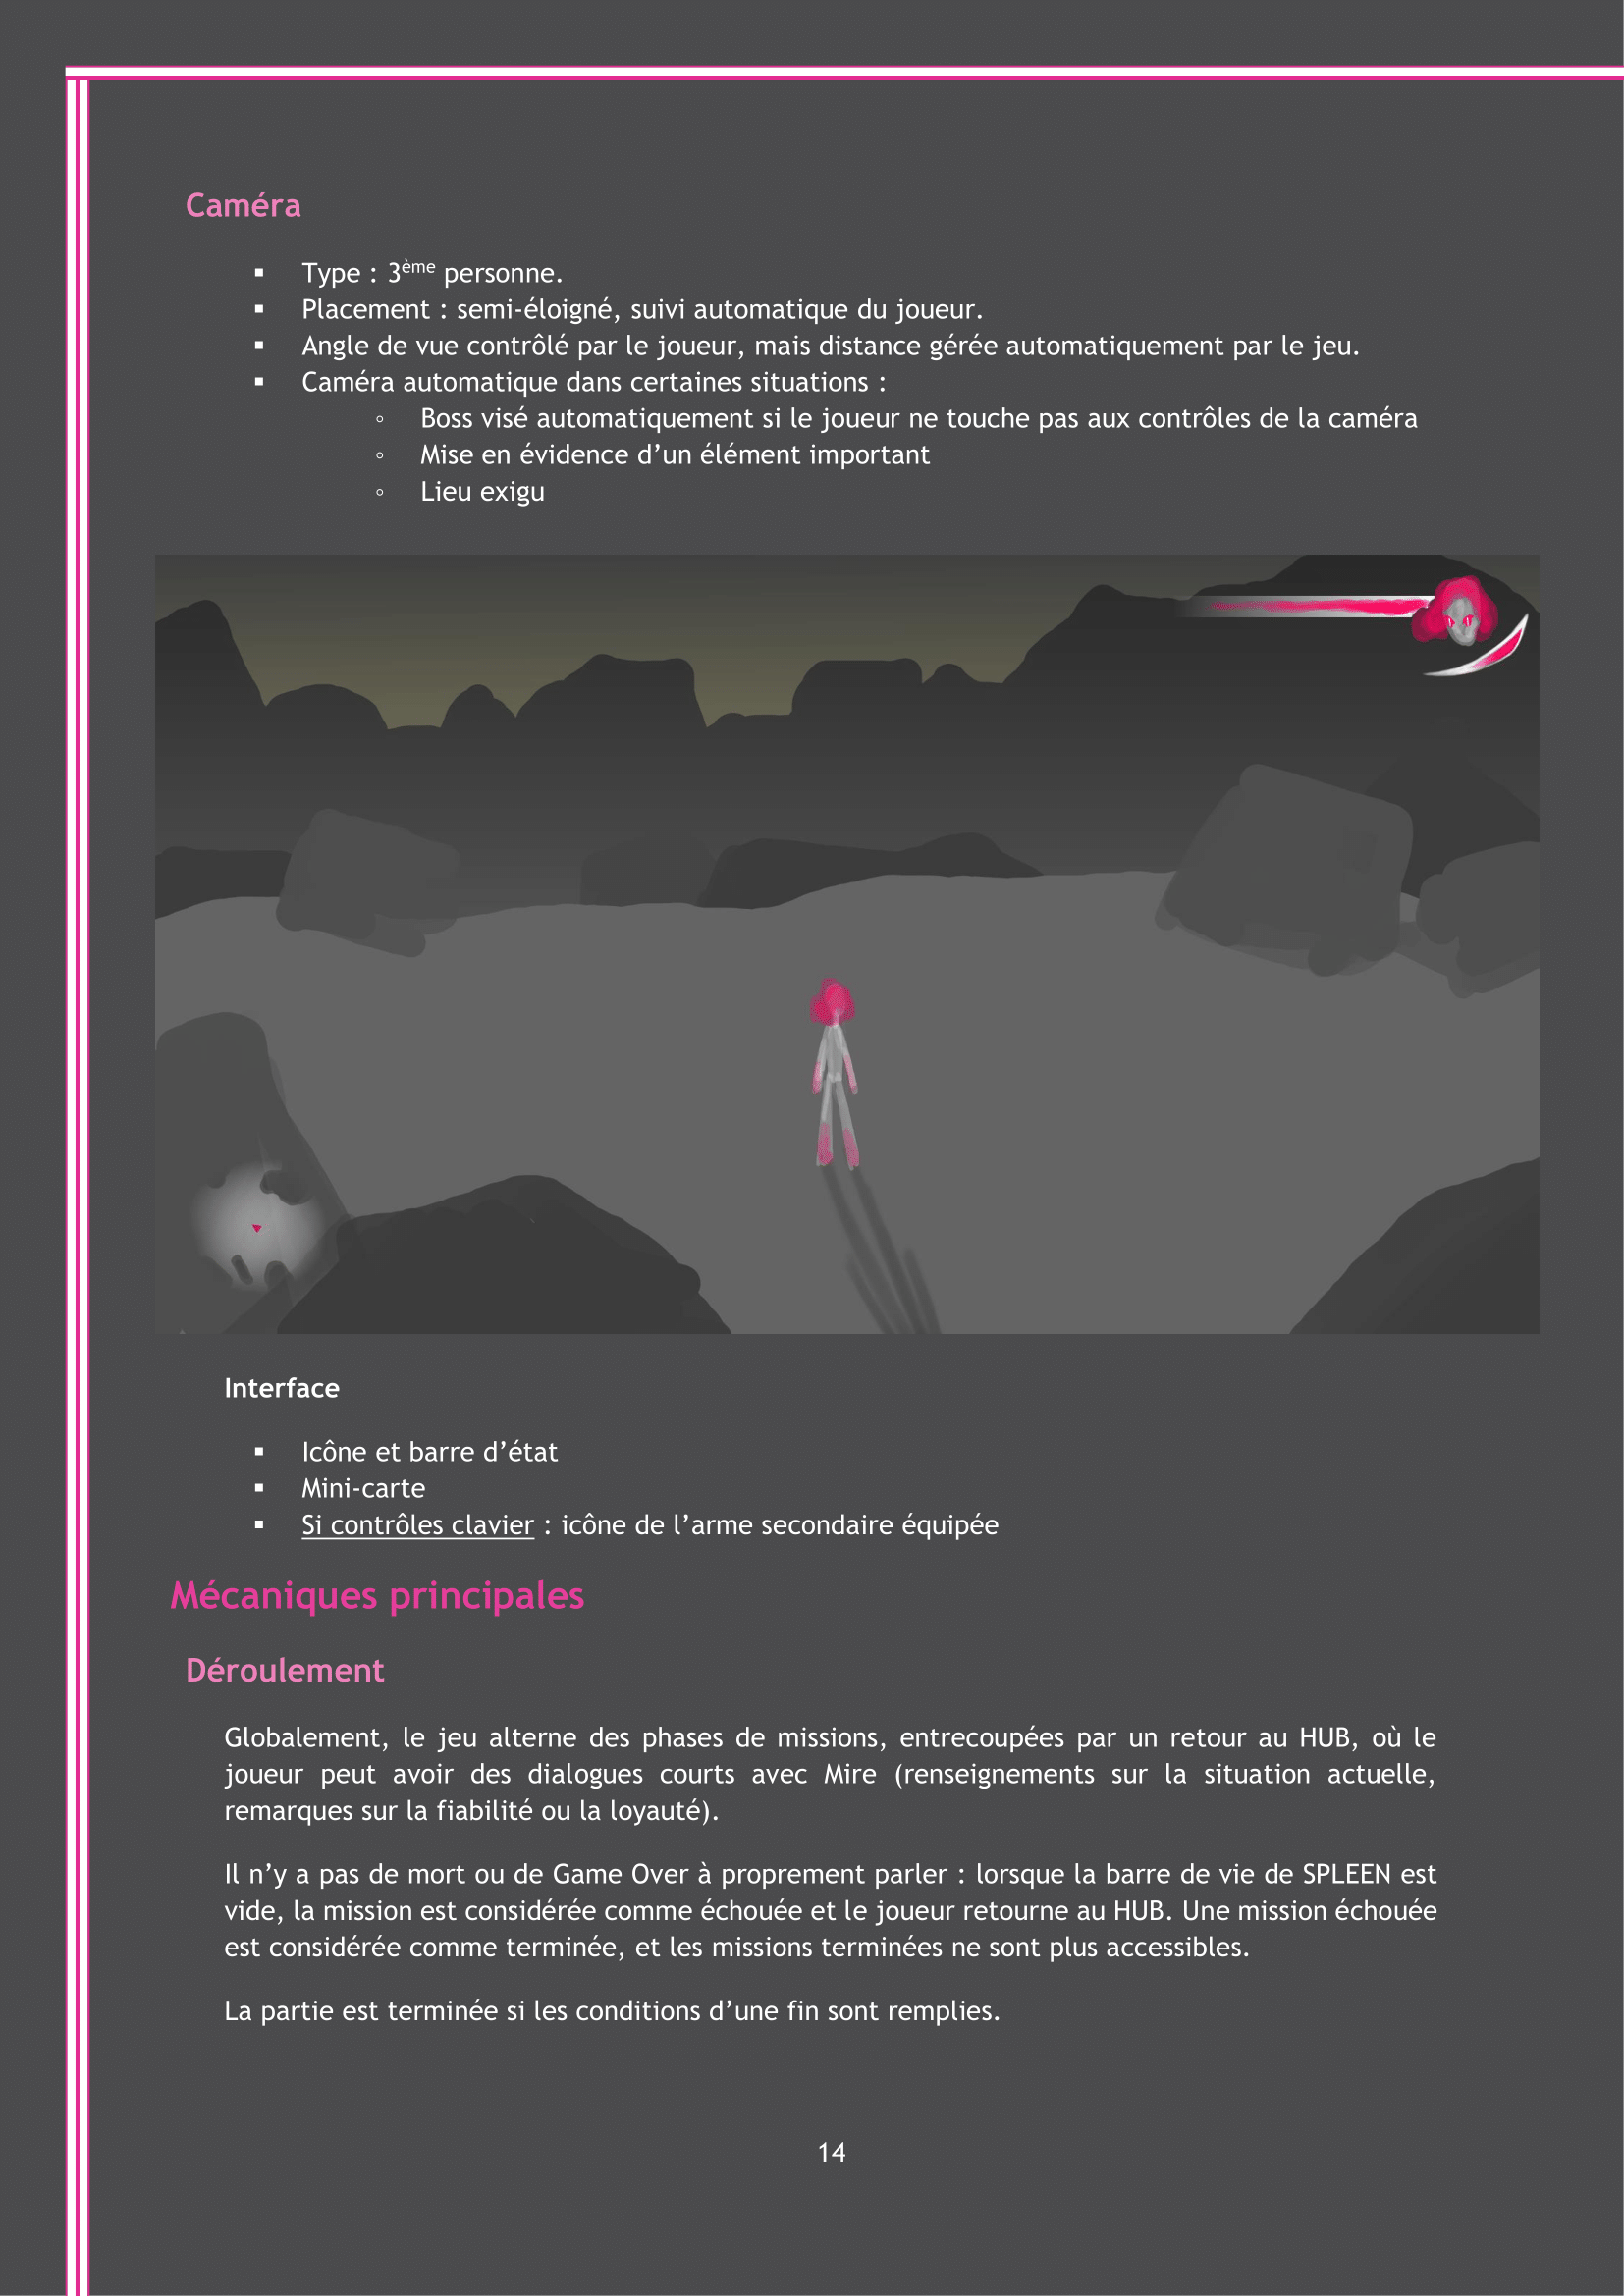 Caméra
▪ Type : 3ème personne.
▪ Placement : semi-éloigné, suivi automatique du joueur.
▪ Angle de vue contrôlé par le joueur, mais distance gérée automatiquement par le jeu.
▪ Caméra automatique dans certaines situations :
◦ Boss visé automatiquement si le joueur ne touche pas aux contrôles de la caméra
◦ Mise en évidence d’un élément important
◦ Lieu exigu
Interface
▪ Icône et barre d’état
▪ Mini-carte
▪ Si contrôles clavier : icône de l’arme secondaire équipée
Mécaniques principales
Déroulement
Globalement, le jeu alterne des phases de missions, entrecoupées par un retour au HUB, où le
joueur peut avoir des dialogues courts avec Mire (renseignements sur la situation actuelle,
remarques sur la fiabilité ou la loyauté).
Il n’y a pas de mort ou de Game Over à proprement parler : lorsque la barre de vie de SPLEEN est
vide, la mission est considérée comme échouée et le joueur retourne au HUB. Une mission échouée
est considérée comme terminée, et les missions terminées ne sont plus accessibles.
La partie est terminée si les conditions d’une fin sont remplies.
14